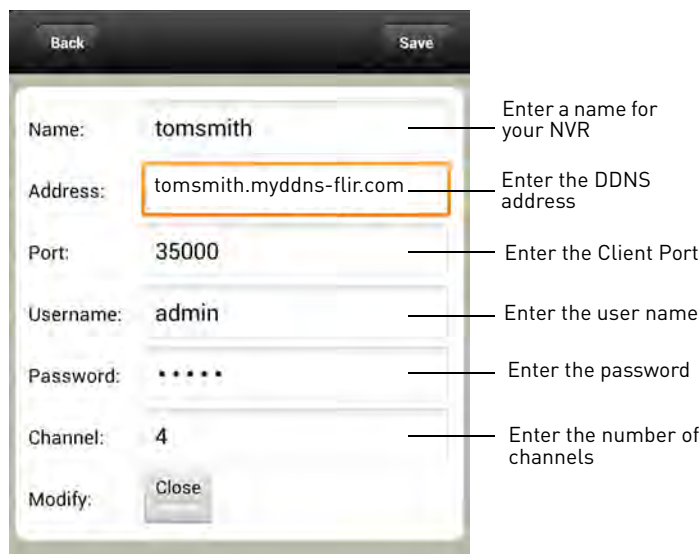 Back Save
Name: tomsmith Enter a name for
your NVR
Address: tomsmith.myddns-flir.com Enter the DDNS
address
Port: 35000 Enter the Client Port
Username: admin Enter the user name
Password: ••••• Enter the password
Channel: 4 Enter the number of
channels
Modify: Close